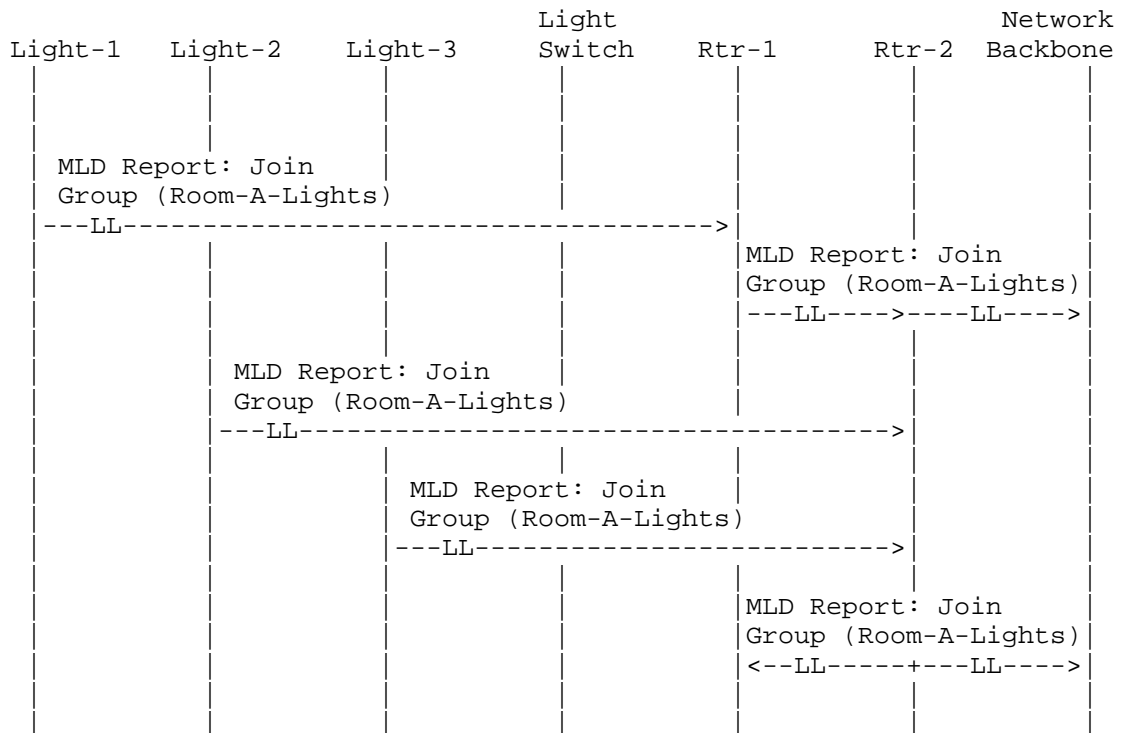 Light Network
Light-1 Light-2 Light-3 Switch Rtr-1 Rtr-2 Backbone
MLD Report: Join
Group (Room-A-Lights)
---LL------------------------------------->
MLD Report: Join
Group (Room-A-Lights)
---LL---->----LL---->
MLD Report: Join
Group (Room-A-Lights)
---LL------------------------------------->
MLD Report: Join
Group (Room-A-Lights)
---LL-------------------------->
MLD Report: Join
Group (Room-A-Lights)
<--LL-----+---LL---->